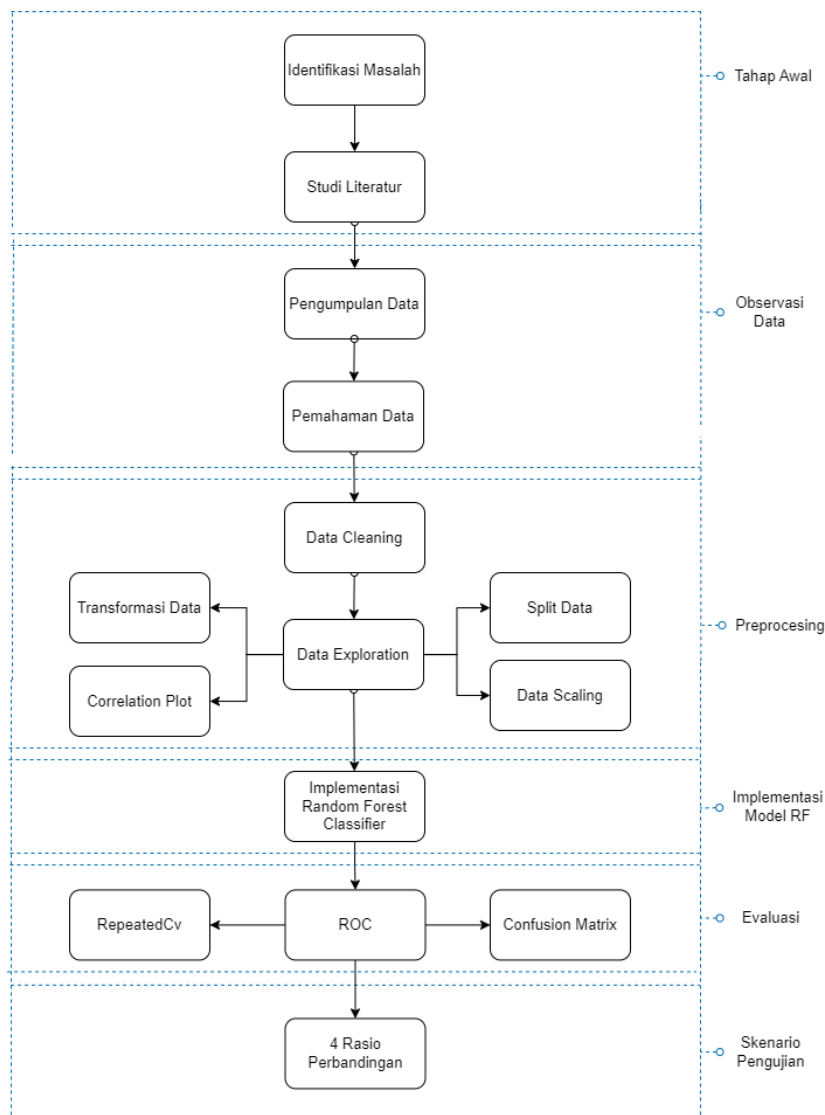 Identifikasi Masalah
Tahap Awal
Studi Literatur
Pengumpulan Data
Observasi
Data
Pemahaman Data
Data Cleaning
Transformasi Data
Split Data
Data Exploration
Preprocesing
Correlation Plot
Data Scaling
Implementasi
Random Forest
Classifier
Implementasi
Model RF
RepeatedCv
ROC
Confusion Matrix
Evaluasi
4 Rasio
Perbandingan
Skenario
Pengujian